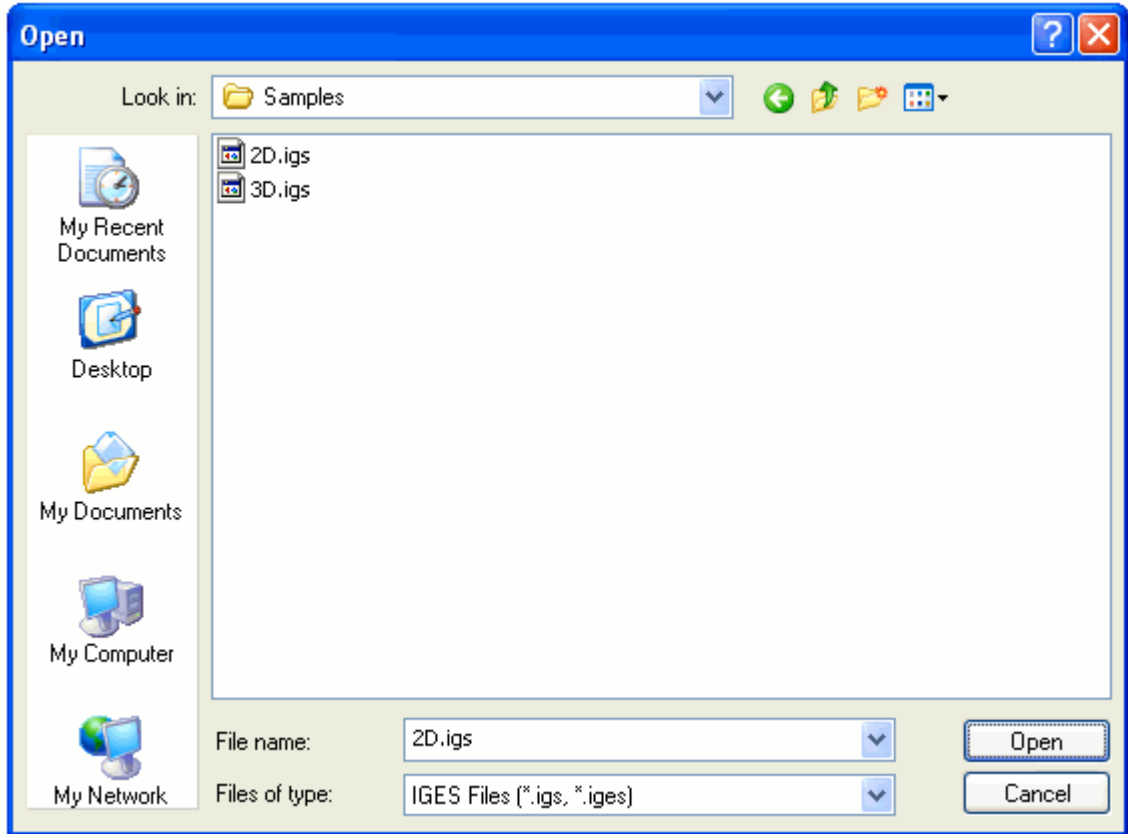 Open
Look in:
Samples
2D.igs
3D.igs
My Recent
Documents
Desktop
My Documents
My Computer
My Network
File name:
2D.igs
Open
Files of type:
IGES Files (*.igs, *.iges)
Cancel